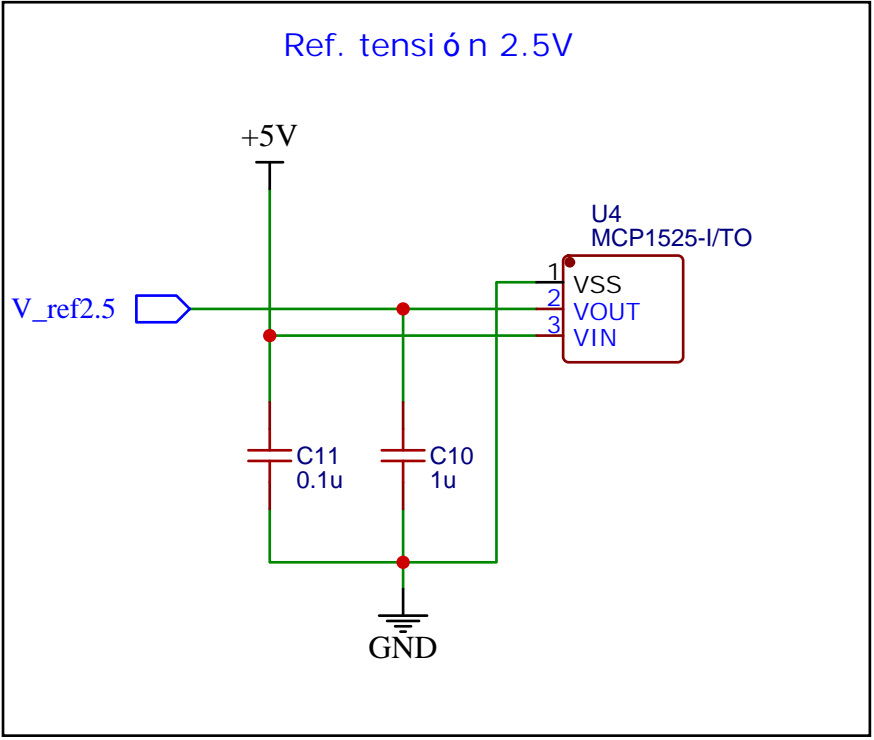 Ref. tensión 2.5V
+5V
U4
MCP1525-I/TO
V_ref2.5
1
VSS
2
VOUT
3
VIN
C11
0.1u
C10
1u
GND